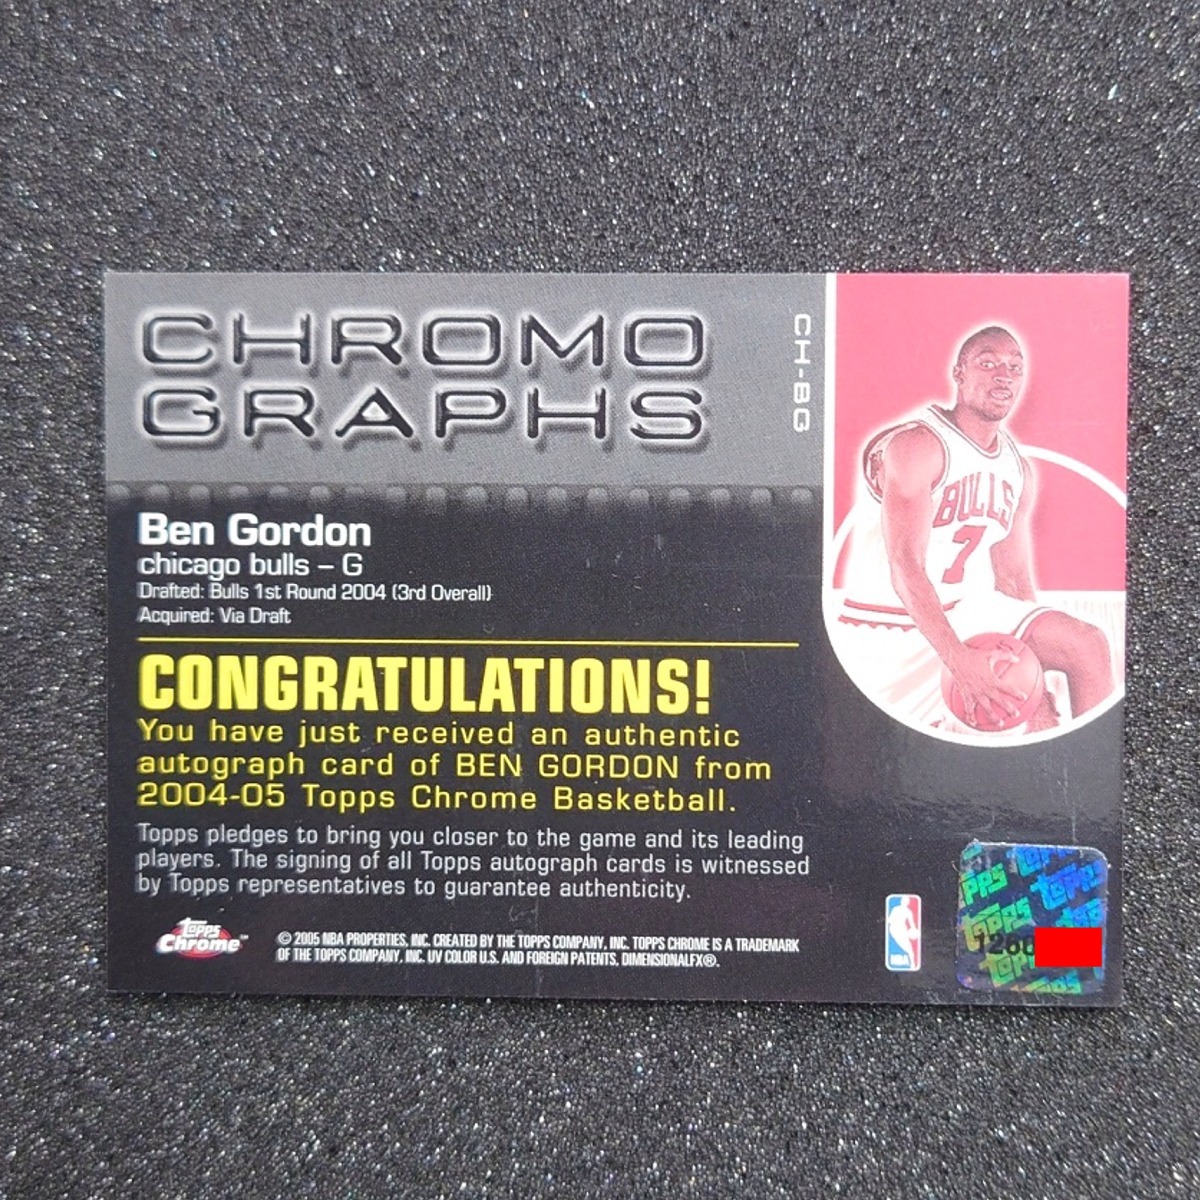 CHROMO
GRAPHS
CH-BG
Ben Gordon
chicago bulls – G
Drafted: Bulls 1st Round 2004 (3rd Overall)
Acquired: Via Draft
CONGRATULATIONS!
You have just received an authentic
autograph card of BEN GORDON from
2004-05 Topps Chrome Basketball.
Topps pledges to bring you closer to the game and its leading
players. The signing of all Topps autograph cards is witnessed
by Topps representatives to guarantee authenticity.
Topps
Chrome™
© 2005 NBA PROPERTIES, INC. CREATED BY THE TOPPS COMPANY, INC. TOPPS CHROME IS A TRADEMARK
OF THE TOPPS COMPANY, INC. UV COLOR U.S. AND FOREIGN PATENTS, DIMENSIONALFX®.
BULLS
7
NBA
Topps
Topps